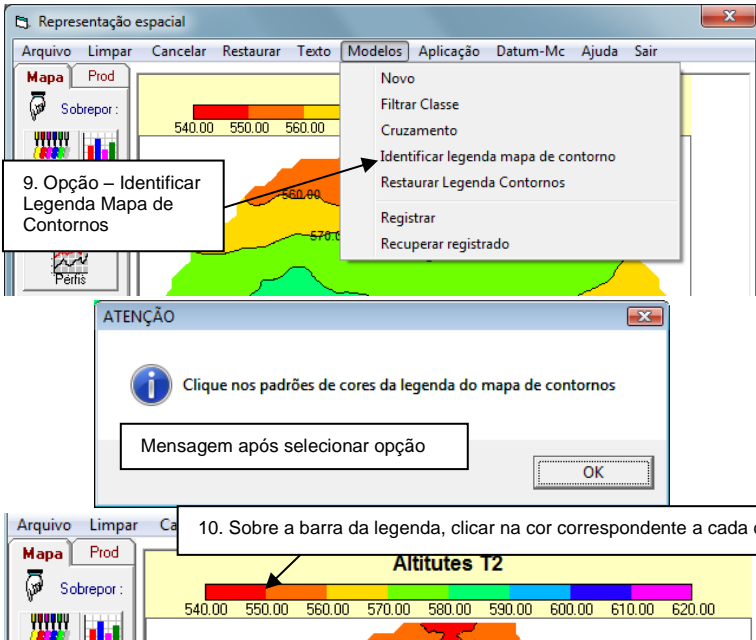 Representação espacial
Arquivo Limpar Cancelar Restaurar Texto Modelos Aplicação Datum-Mc Ajuda Sair
Mapa Prod
Sobrepor :
540.00 550.00 560.00
Novo
Filtrar Classe
Cruzamento
Identificar legenda mapa de contorno
Restaurar Legenda Contornos
Registrar
Recuperar registrado
9. Opção – Identificar
Legenda Mapa de
Contornos
560.00
570.0
Perfis
ATENÇÃO
Clique nos padrões de cores da legenda do mapa de contornos
Mensagem após selecionar opção
OK
Arquivo Limpar Ca
10. Sobre a barra da legenda, clicar na cor correspondente a cada
Mapa Prod
Altitutes T2
Sobrepor :
540.00 550.00 560.00 570.00 580.00 590.00 600.00 610.00 620.00